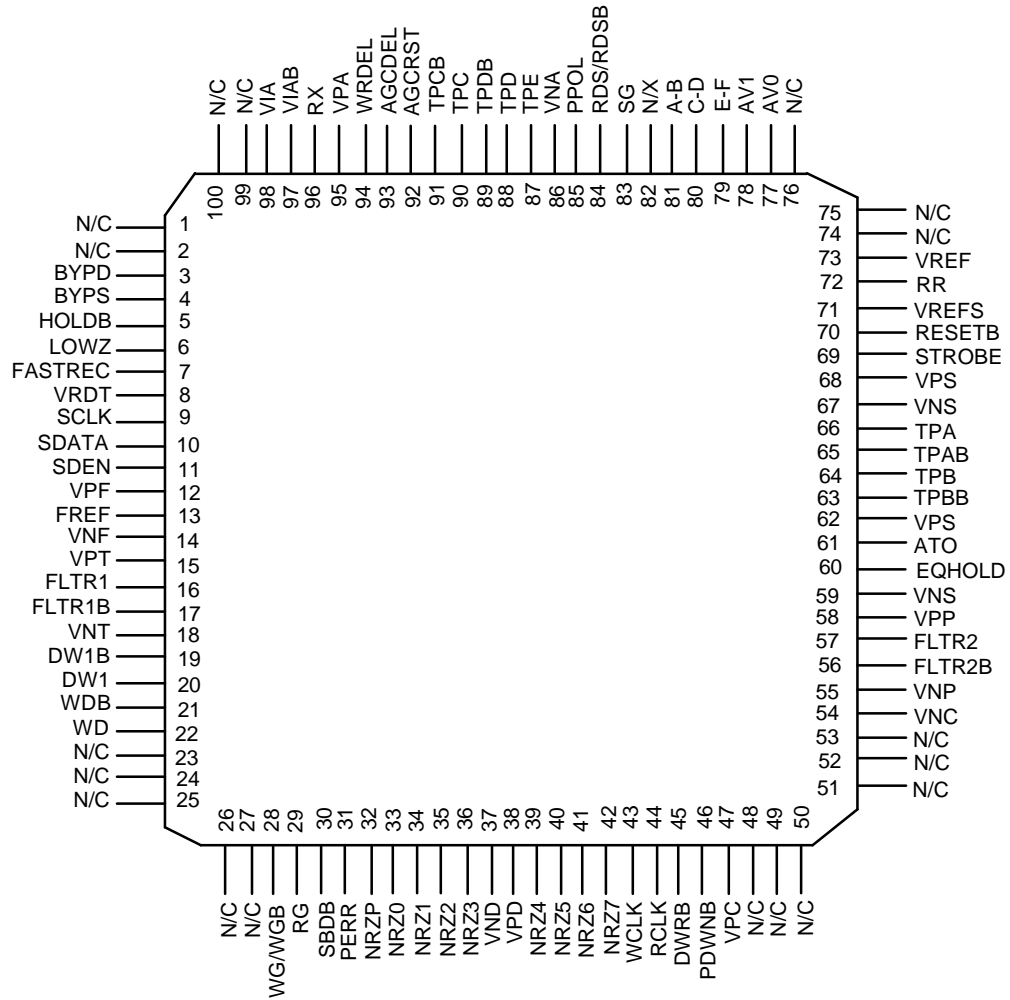 N/C
N/C
VIA
VIAB
RX
VPA
WRDEL
AGCDEL
AGCRST
TPCB
TPC
TPDB
TPD
TPE
VNA
PPOL
RDS/RDSB
SG
N/X
A-B
C-D
E-F
AV1
AV0
N/C
100
99
98
97
96
95
94
93
92
91
90
89
88
87
86
85
84
83
82
81
80
79
78
77
76
N/C 1
N/C 2
BYPD 3
BYPS 4
HOLDB 5
LOWZ 6
FASTREC 7
VRDT 8
SCLK 9
SDATA 10
SDEN 11
VPF 12
FREF 13
VNF 14
VPT 15
FLTR1 16
FLTR1B 17
VNT 18
DW1B 19
DW1 20
WDB 21
WD 22
N/C 23
N/C 24
N/C 25
75 N/C
74 N/C
73 VREF
72 RR
71 VREFS
70 RESETB
69 STROBE
68 VPS
67 VNS
66 TPA
65 TPAB
64 TPB
63 TPBB
62 VPS
61 ATO
60 EQHOLD
59 VNS
58 VPP
57 FLTR2
56 FLTR2B
55 VNP
54 VNC
53 N/C
52 N/C
51 N/C
26
27
28
29
30
31
32
33
34
35
36
37
38
39
40
41
42
43
44
45
46
47
48
49
50
N/C
N/C
WG/WGB
RG
SBDB
PERR
NRZP
NRZ0
NRZ1
NRZ2
NRZ3
VND
VPD
NRZ4
NRZ5
NRZ6
NRZ7
WCLK
RCLK
DWRB
PDWNB
VPC
N/C
N/C
N/C